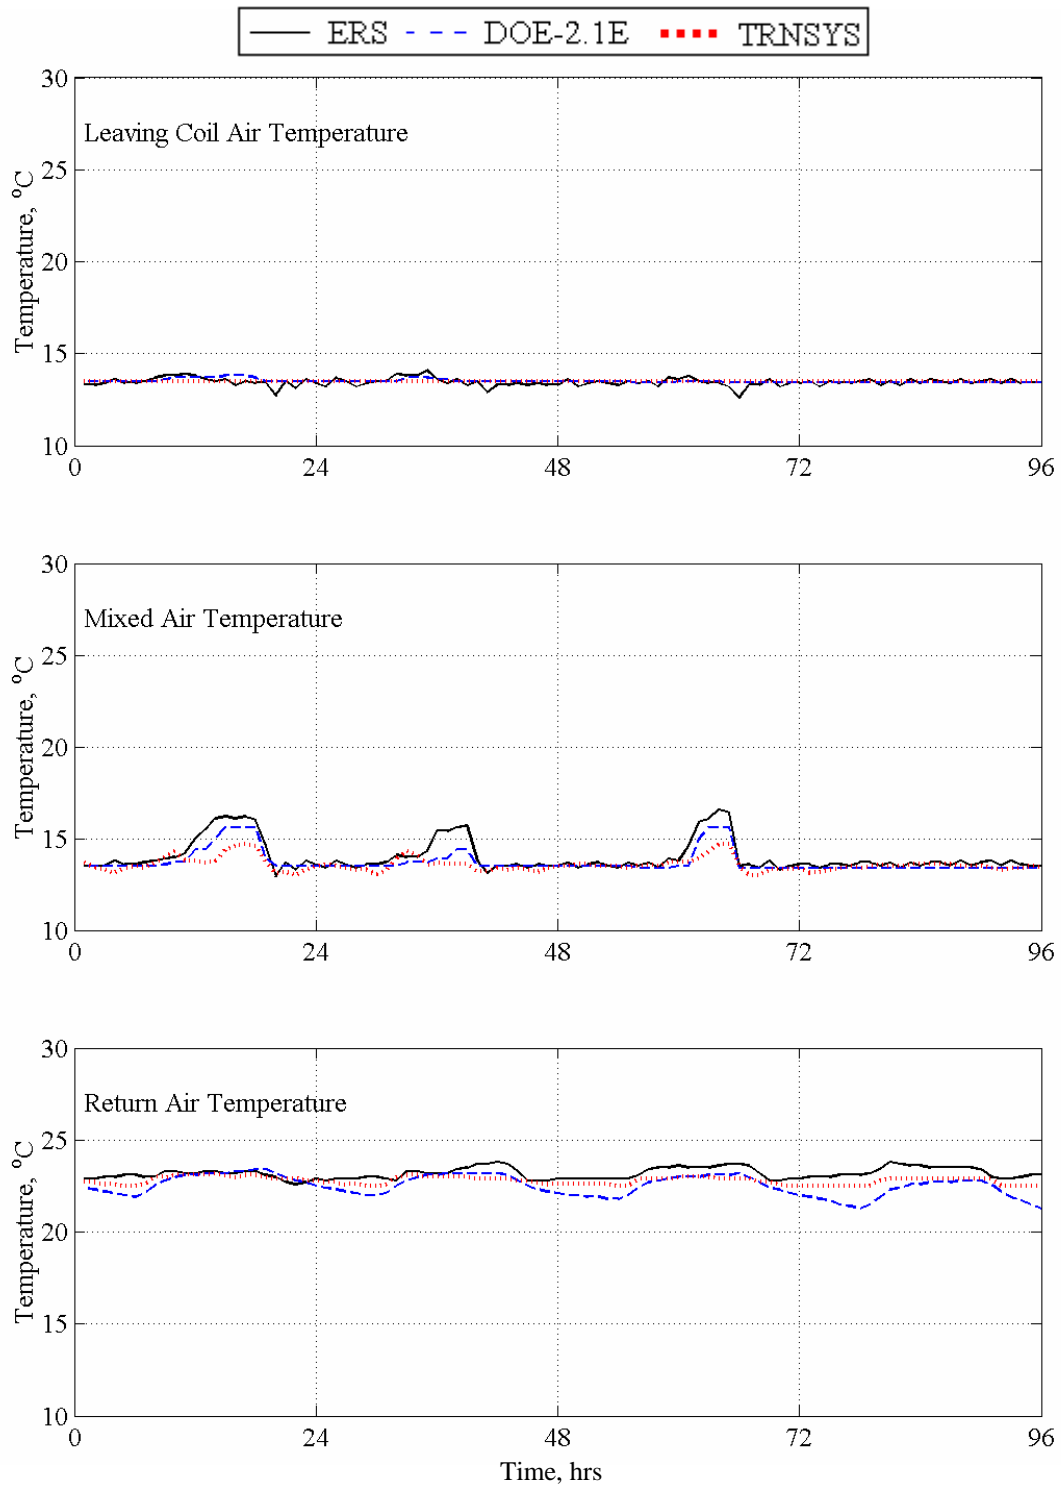 ERS DOE-2.1E TRNSYS
30
Leaving Coil Air Temperature
25
20
15
10
Temperature, °C
0 24 48 72 96
30
Mixed Air Temperature
25
20
15
10
Temperature, °C
0 24 48 72 96
30
Return Air Temperature
25
20
15
10
Temperature, °C
0 24 48 72 96
Time, hrs